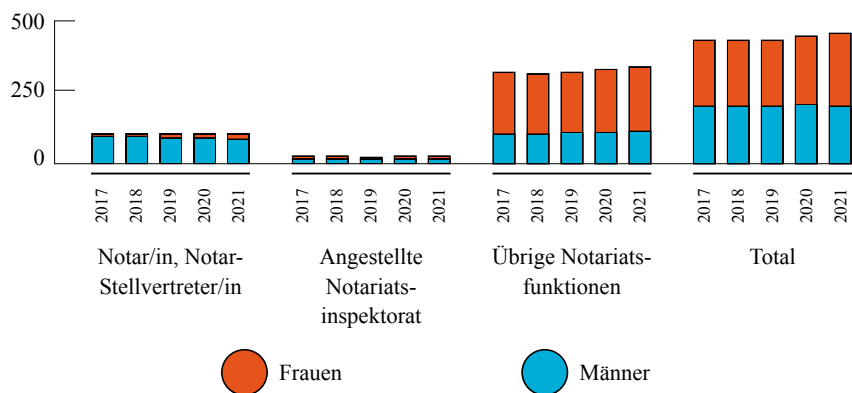 500
250
0
2017 2018 2019 2020 2021
2017 2018 2019 2020 2021
2017 2018 2019 2020 2021
2017 2018 2019 2020 2021
Notar/in, Notar-
Stellvertreter/in
Angestellte
Notariats-
inspektorat
Übrige Notariats-
funktionen
Total
Frauen
Männer